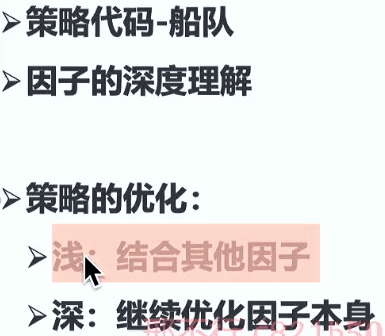 ➢策略代码-船队
➢因子的深度理解
➢策略的优化：
➢浅：结合其他因子
➢深：继续优化因子本身